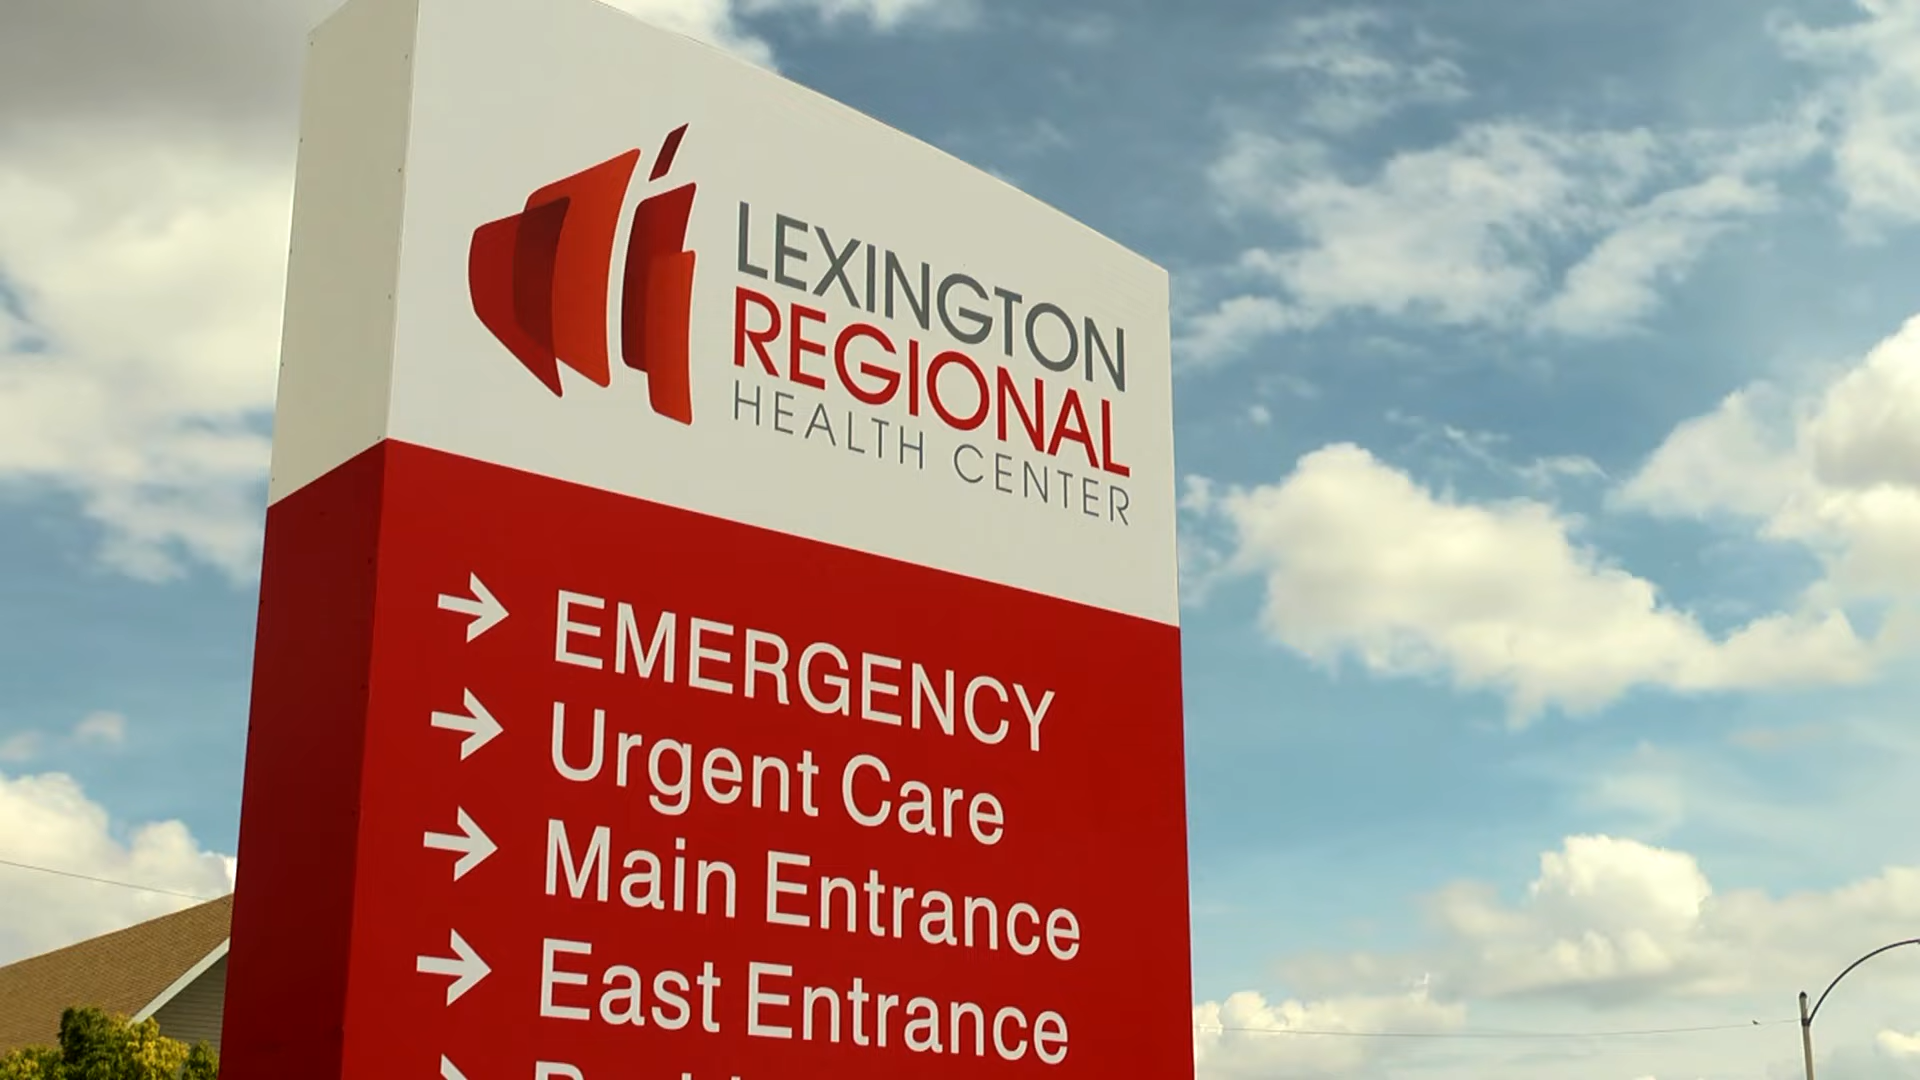 LEXINGTON
REGIONAL
HEALTH CENTER
→ EMERGENCY
→ Urgent Care
→ Main Entrance
→ East Entrance